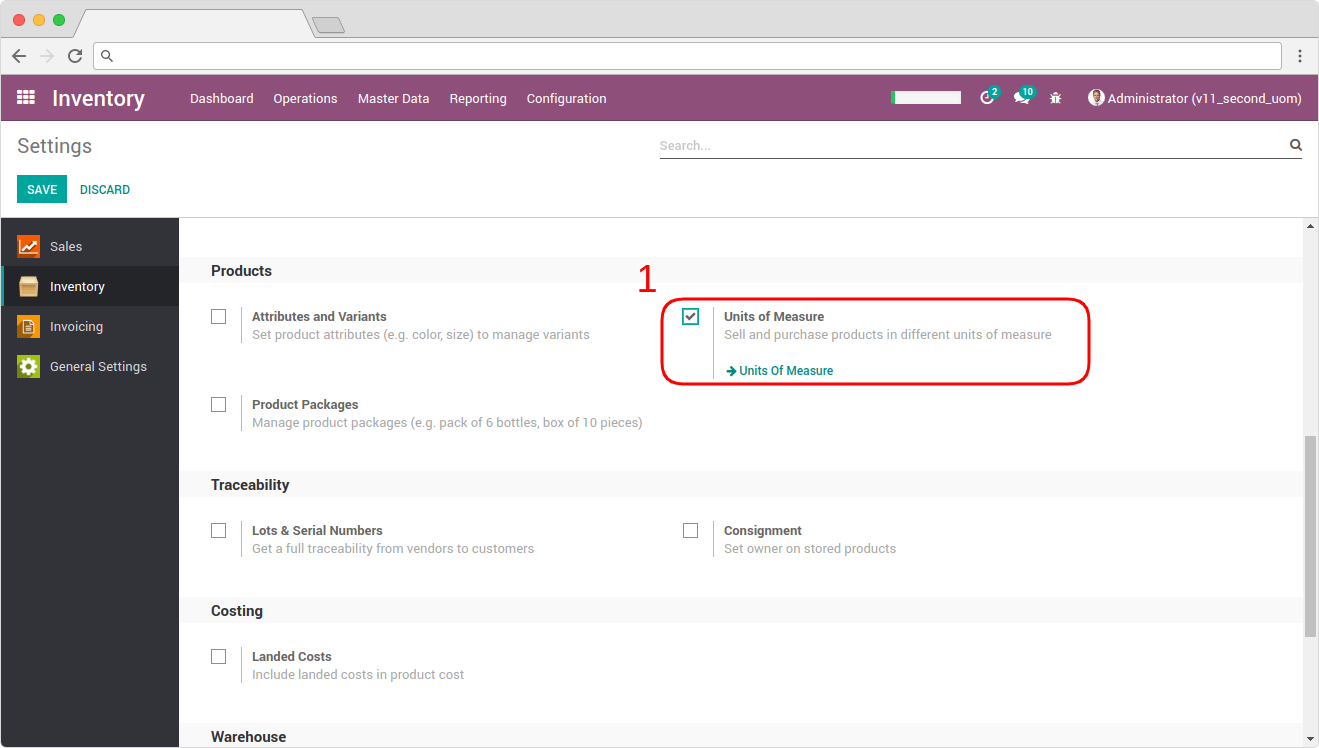 Inventory
Dashboard Operations Master Data Reporting Configuration
2
10
Administrator (v11_second_uom)
Settings
Search...
SAVE DISCARD
Sales
Inventory
Invoicing
General Settings
Products
1
Attributes and Variants
Set product attributes (e.g. color, size) to manage variants
Units of Measure
Sell and purchase products in different units of measure
Units Of Measure
Product Packages
Manage product packages (e.g. pack of 6 bottles, box of 10 pieces)
Traceability
Lots & Serial Numbers
Get a full traceability from vendors to customers
Consignment
Set owner on stored products
Costing
Landed Costs
Include landed costs in product cost
Warehouse